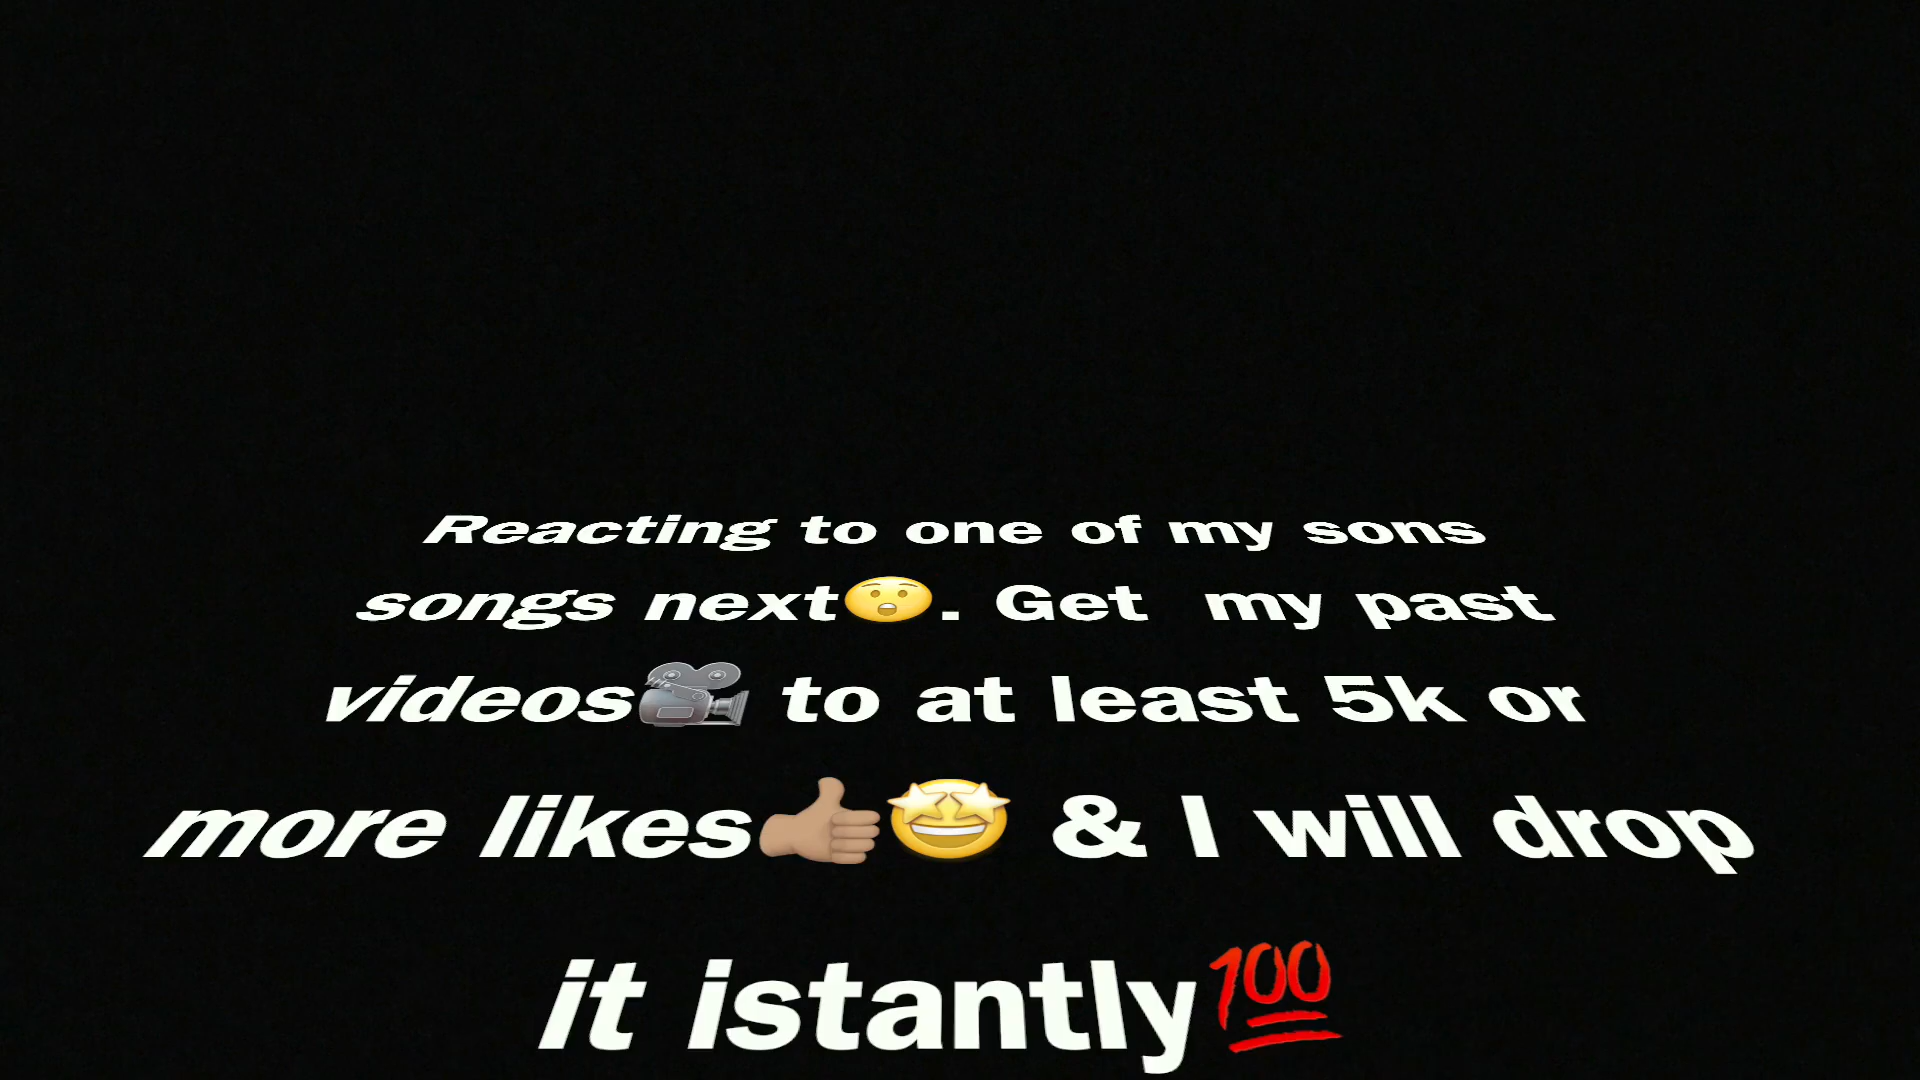 Reacting to one of my sons
songs next😲. Get  my past
videos🎥 to at least 5k or
more likes👍🏽🤩 & I will drop
it istantly💯